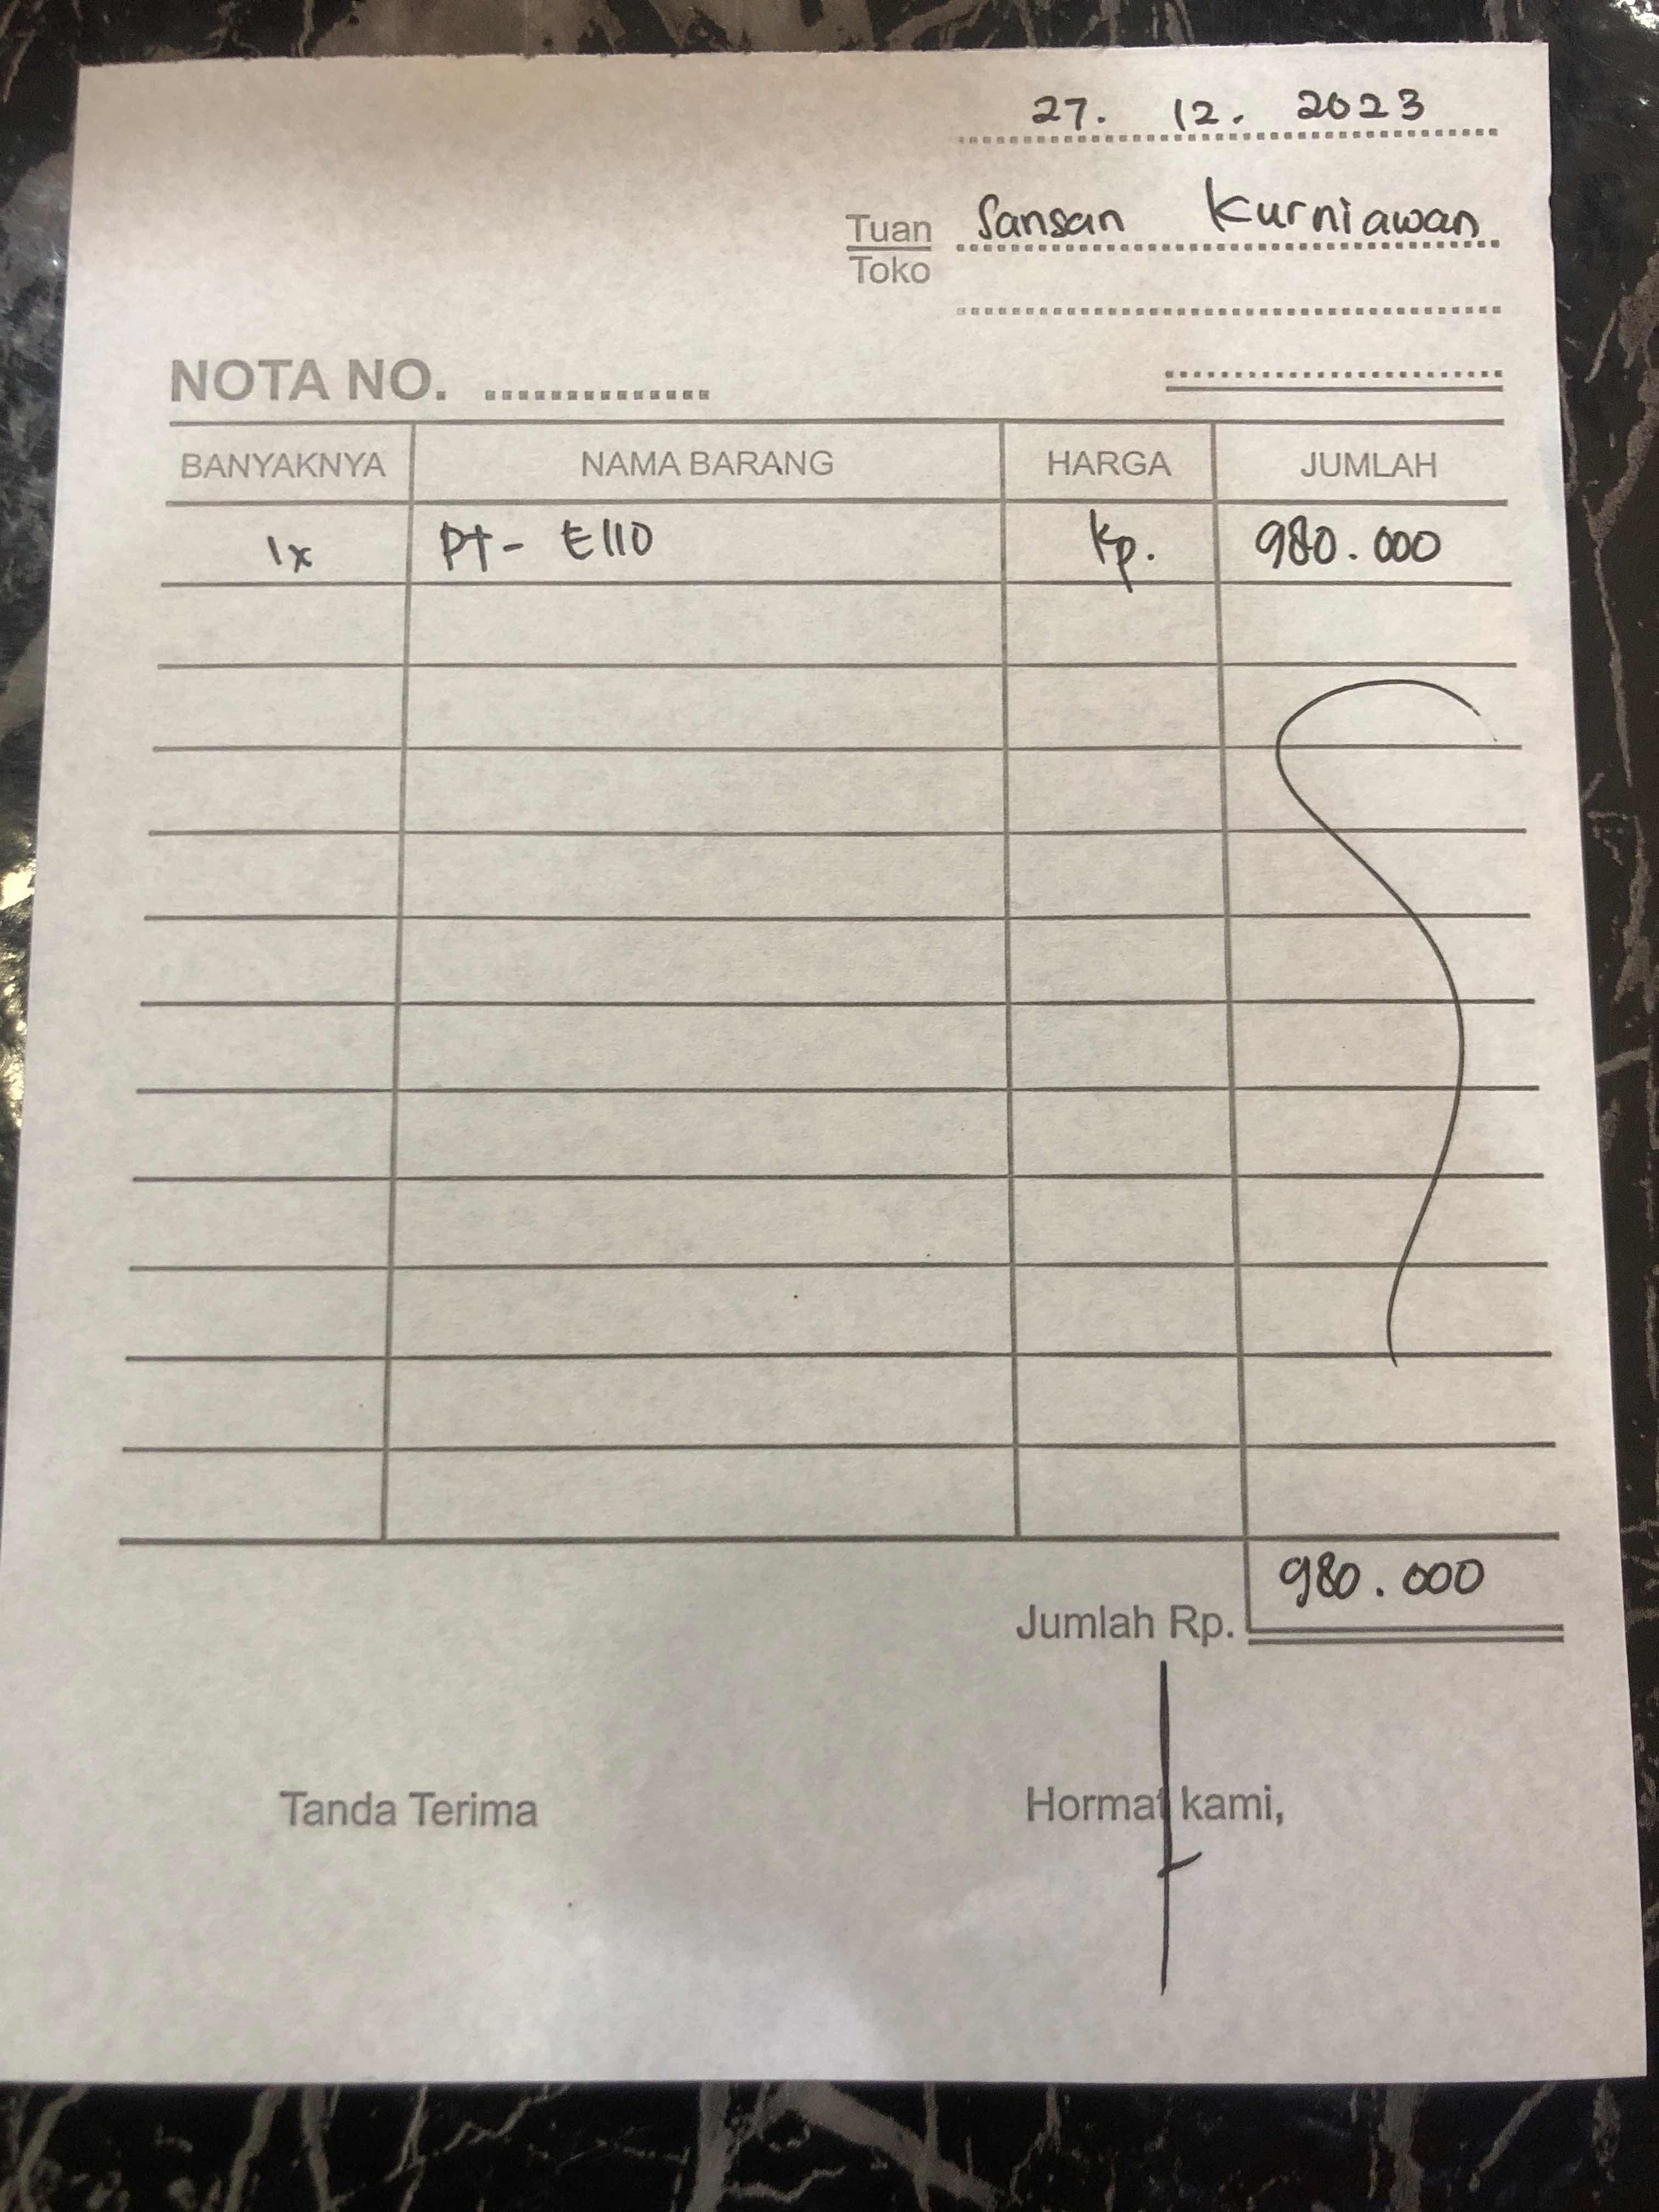 27. 12. 2023
Tuan Sansan Kurniawan
Toko
NOTA NO. ..............
BANYAKNYA NAMA BARANG HARGA JUMLAH
1x PT- E110 Rp. 980.000
980.000
Jumlah Rp.
Tanda Terima Hormat kami,